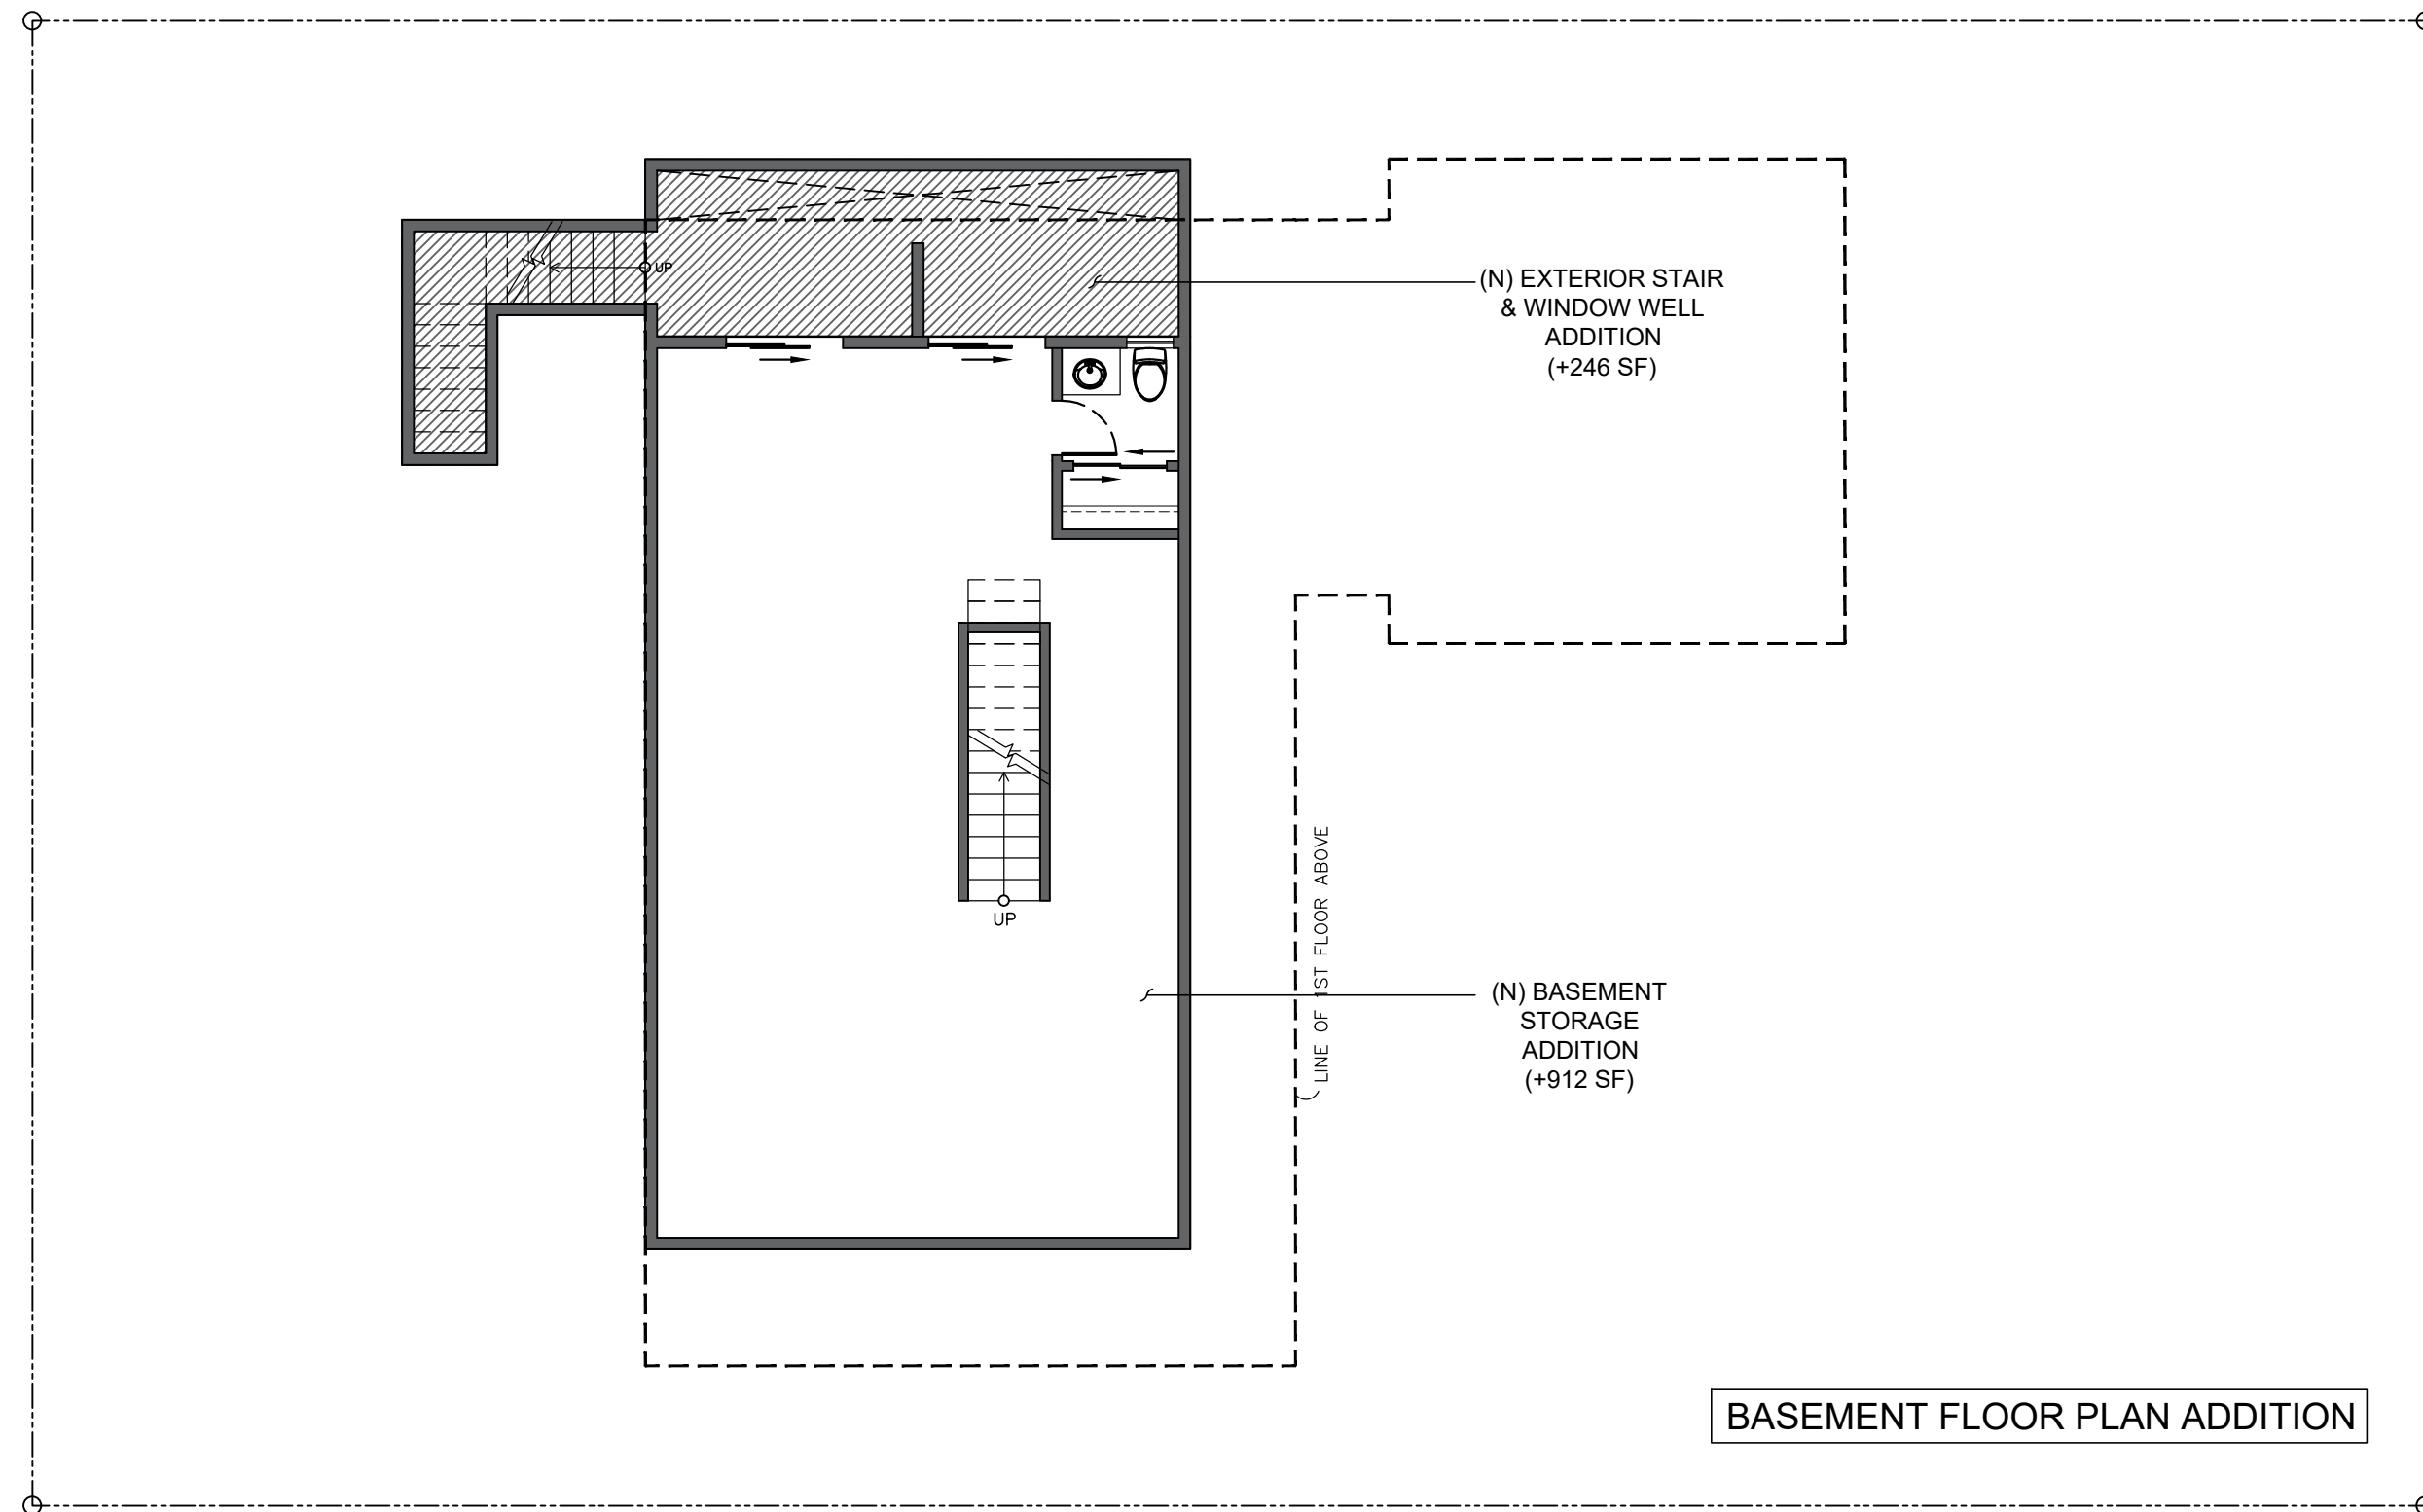 UP
(N) EXTERIOR STAIR
& WINDOW WELL
ADDITION
(+246 SF)
UP
LINE OF 1ST FLOOR ABOVE
(N) BASEMENT
STORAGE
ADDITION
(+912 SF)
BASEMENT FLOOR PLAN ADDITION